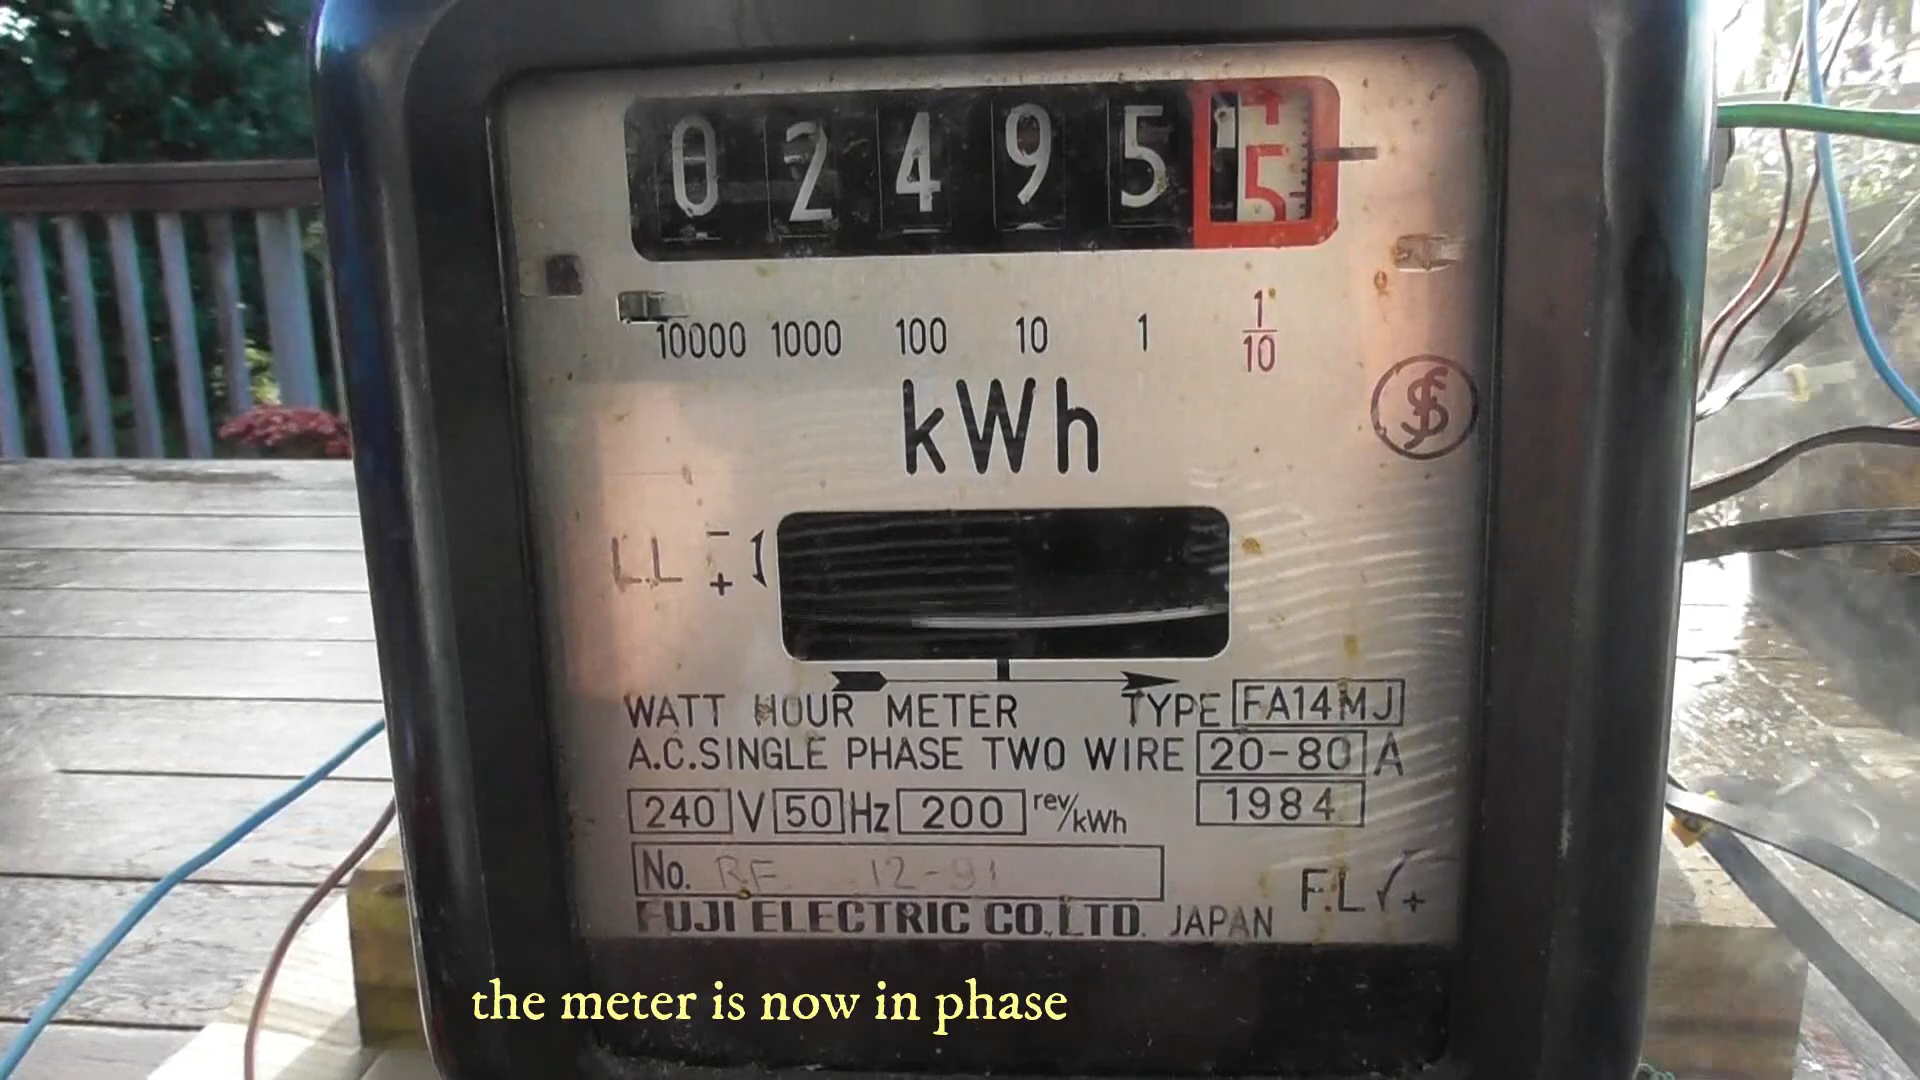 0 2 4 9 5 5
10000 1000 100 10 1 1/10
kWh
L.L - +
WATT HOUR METER TYPE FA14MJ
A.C.SINGLE PHASE TWO WIRE 20-80 A
240 V 50 Hz 200 rev/kWh 1984
No. R.F. 12-91
F.L +
FUJI ELECTRIC CO.,LTD. JAPAN
the meter is now in phase